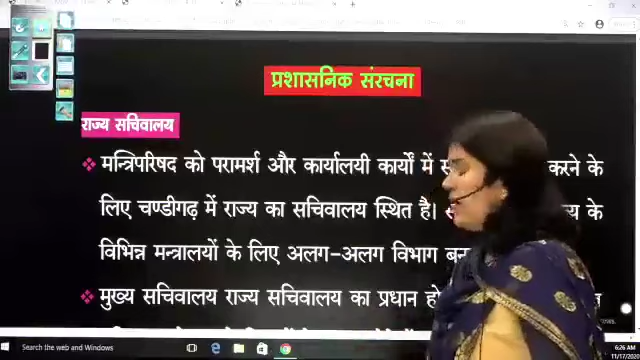 प्रशासनिक संरचना
राज्य सचिवालय
❖ मन्त्रिपरिषद को परामर्श और कार्यालयी कार्यों में करने के
लिए चण्डीगढ़ में राज्य का सचिवालय स्थित है। के
विभिन्न मन्त्रालयों के लिए अलग-अलग विभाग
❖ मुख्य सचिवालय राज्य सचिवालय का प्रधान
Search the web and Windows
6:26 AM